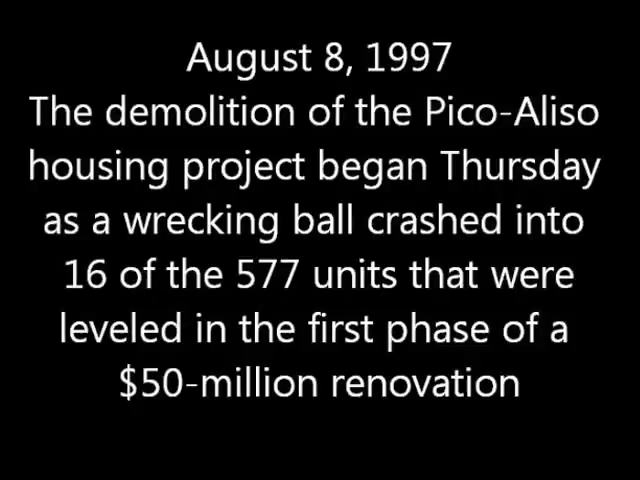 August 8, 1997
The demolition of the Pico-Aliso
housing project began Thursday
as a wrecking ball crashed into
16 of the 577 units that were
leveled in the first phase of a
$50-million renovation